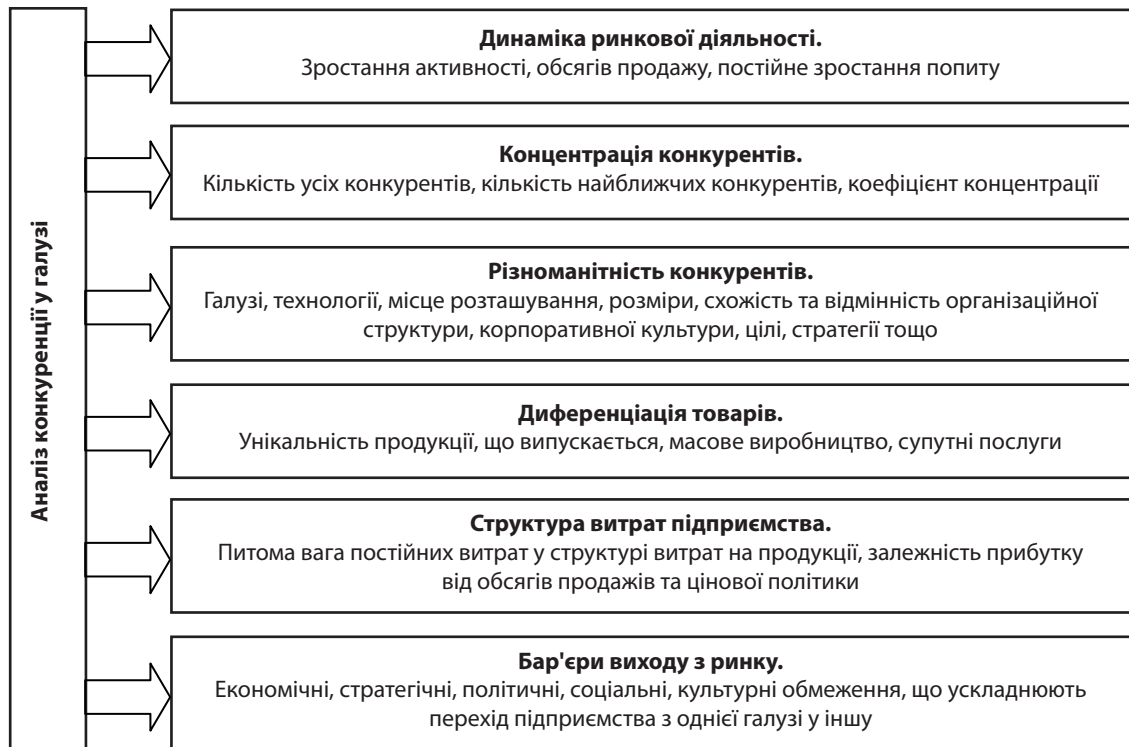 Аналіз конкуренції у галузі
Динаміка ринкової діяльності.
Зростання активності, обсягів продажу, постійне зростання попиту
Концентрація конкурентів.
Кількість усіх конкурентів, кількість найближчих конкурентів, коефіцієнт концентрації
Різноманітність конкурентів.
Галузі, технології, місце розташування, розміри, схожість та відмінність організаційної
структури, корпоративної культури, цілі, стратегії тощо
Диференціація товарів.
Унікальність продукції, що випускається, масове виробництво, супутні послуги
Структура витрат підприємства.
Питома вага постійних витрат у структурі витрат на продукції, залежність прибутку
від обсягів продажів та цінової політики
Бар'єри виходу з ринку.
Економічні, стратегічні, політичні, соціальні, культурні обмеження, що ускладнюють
перехід підприємства з однієї галузі у іншу